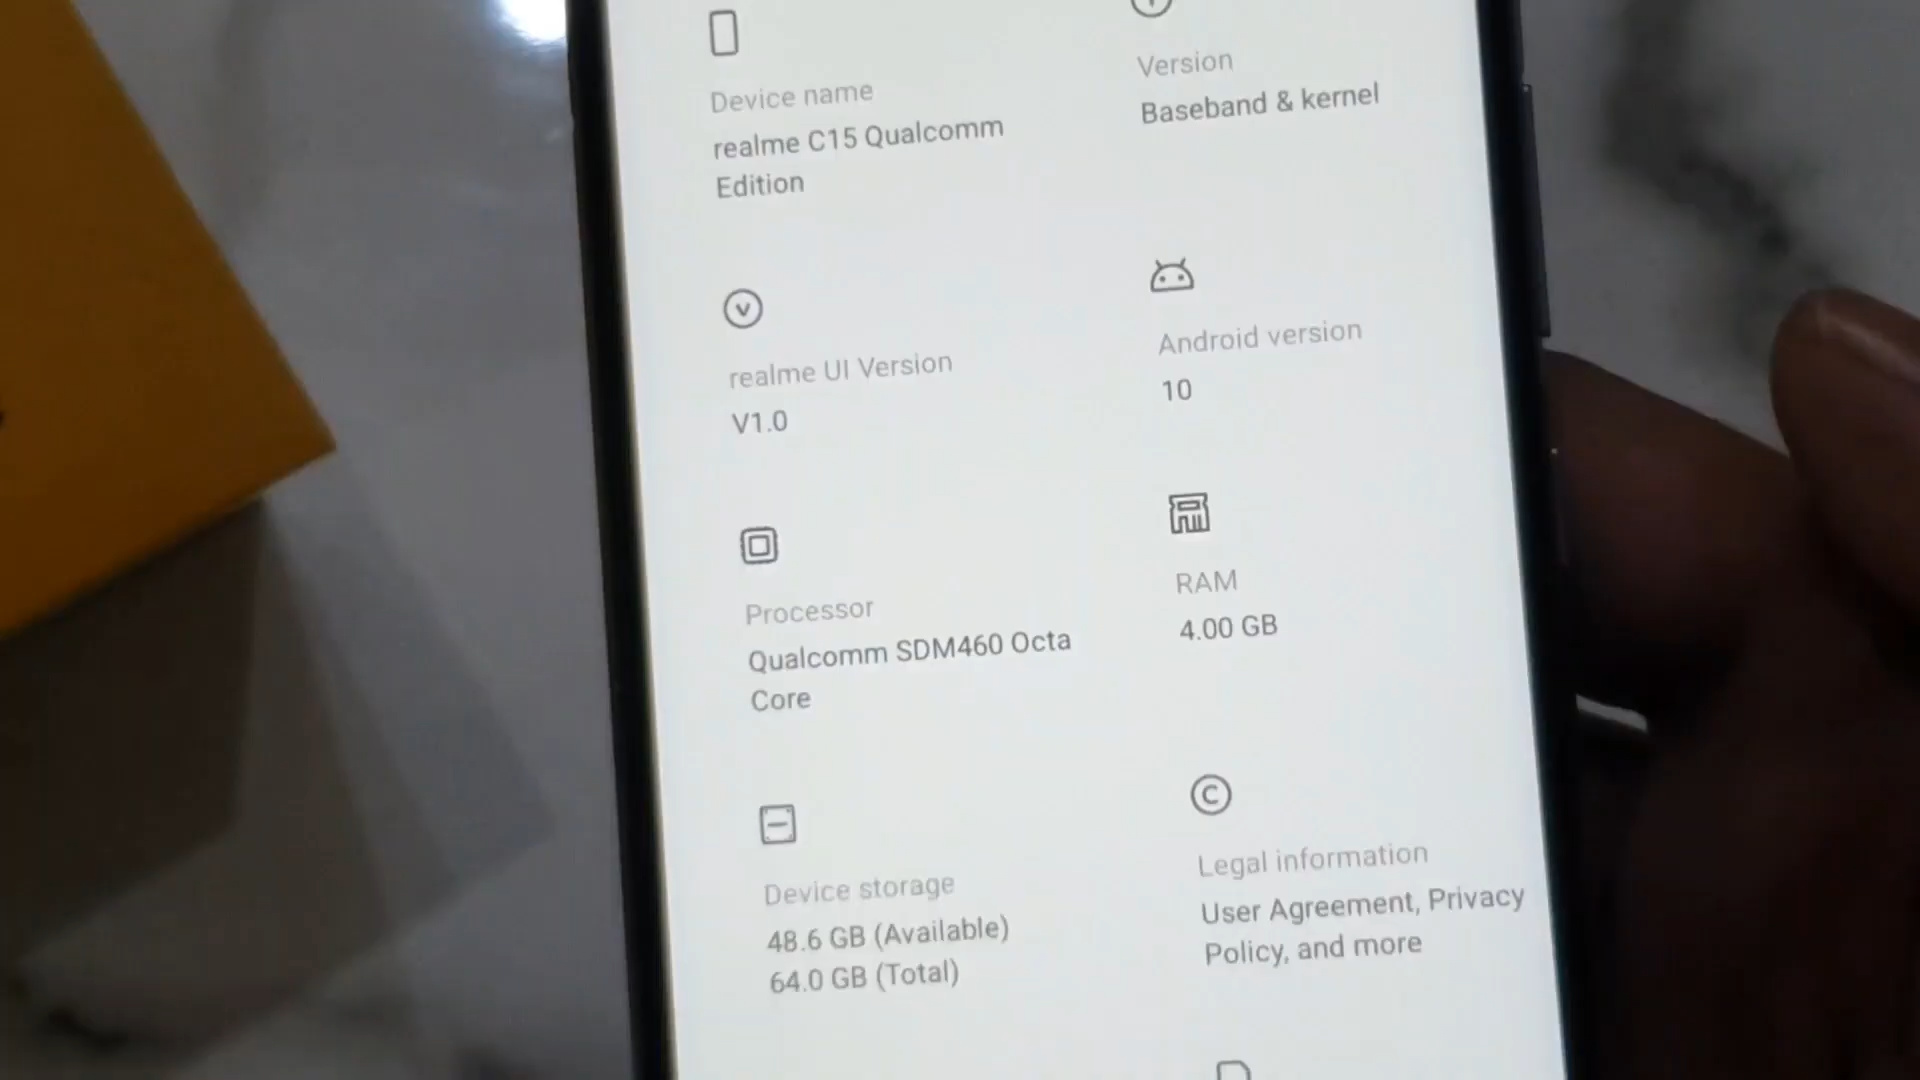 Device name
realme C15 Qualcomm
Edition
Version
Baseband & kernel
realme UI Version
V1.0
Android version
10
Processor
Qualcomm SDM460 Octa
Core
RAM
4.00 GB
Device storage
48.6 GB (Available)
64.0 GB (Total)
Legal information
User Agreement, Privacy
Policy, and more